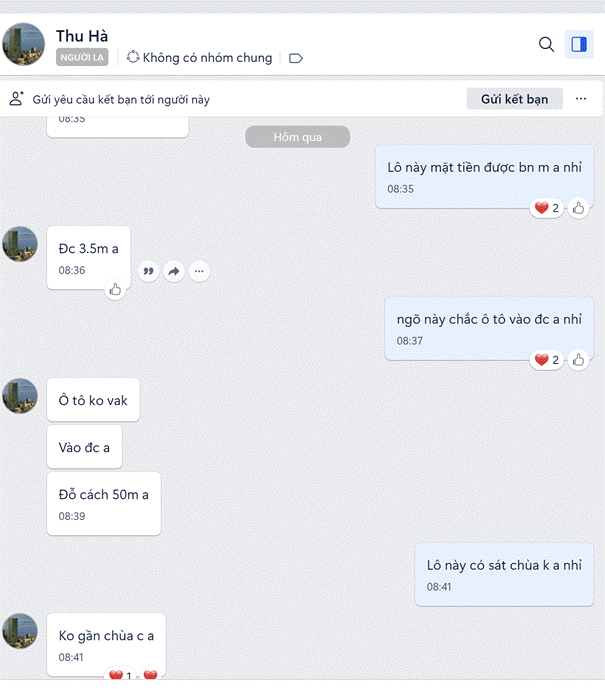 Thu Hà
NGƯỜI LẠ
Không có nhóm chung
Gửi yêu cầu kết bạn tới người này
Gửi kết bạn
08:35
Hôm qua
Lô này mặt tiền được bn m a nhỉ
08:35
2
Đc 3.5m a
08:36
ngõ này chắc ô tô vào đc a nhỉ
08:37
2
Ô tô ko vak
Vào đc a
Đỗ cách 50m a
08:39
Lô này có sát chùa k a nhỉ
08:41
Ko gần chùa c a
08:41
1